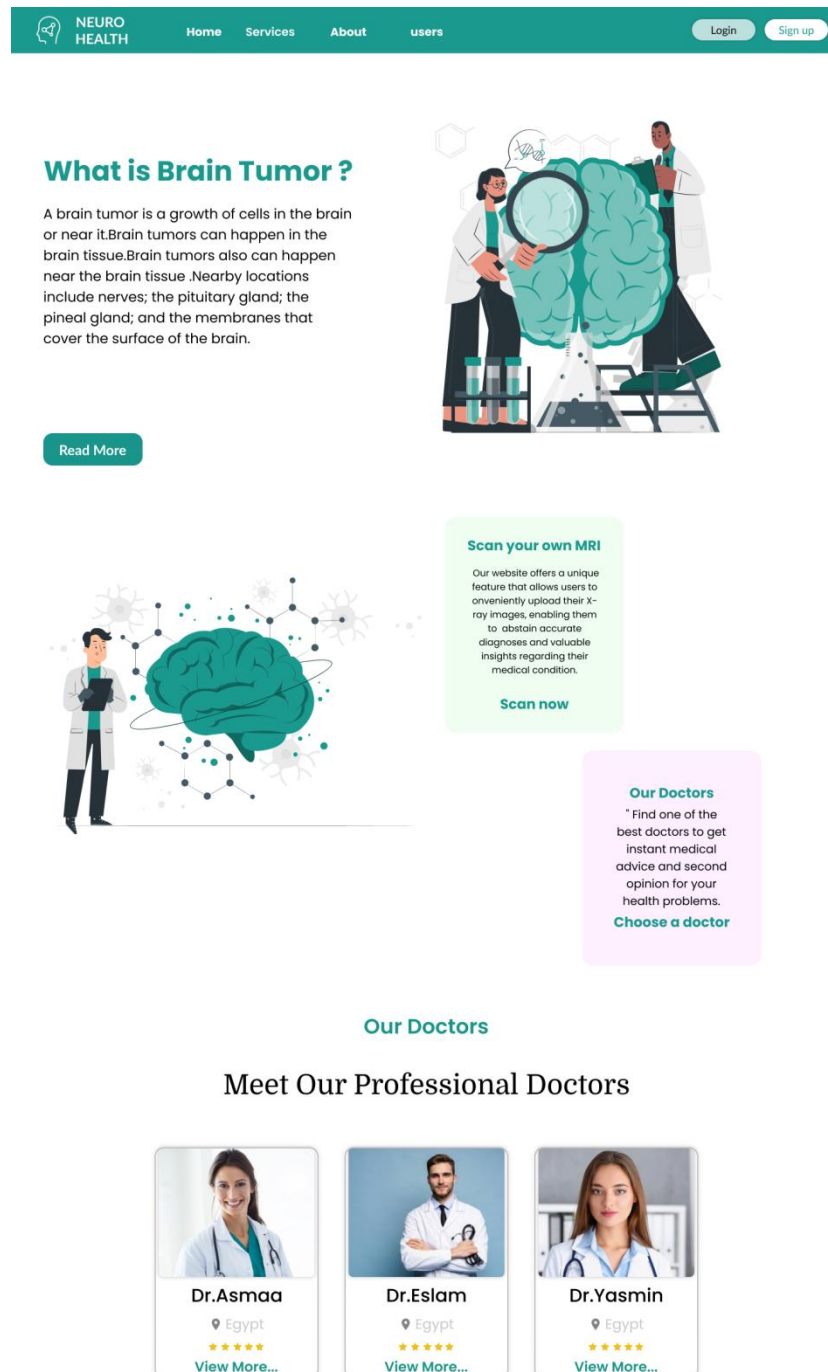 NEURO
HEALTH
Home Services About users
Login Sign up
What is Brain Tumor ?
A brain tumor is a growth of cells in the brain
or near it.Brain tumors can happen in the
brain tissue.Brain tumors also can happen
near the brain tissue .Nearby locations
include nerves; the pituitary gland; the
pineal gland; and the membranes that
cover the surface of the brain.
Read More
Scan your own MRI
Our website offers a unique
feature that allows users to
onveniently upload their X-
ray images, enabling them
to abstain accurate
diagnoses and valuable
insights regarding their
medical condition.
Scan now
Our Doctors
" Find one of the
best doctors to get
instant medical
advice and second
opinion for your
health problems.
Choose a doctor
Our Doctors
Meet Our Professional Doctors
Dr.Asmaa
Egypt
View More...
Dr.Eslam
Egypt
View More...
Dr.Yasmin
Egypt
View More...